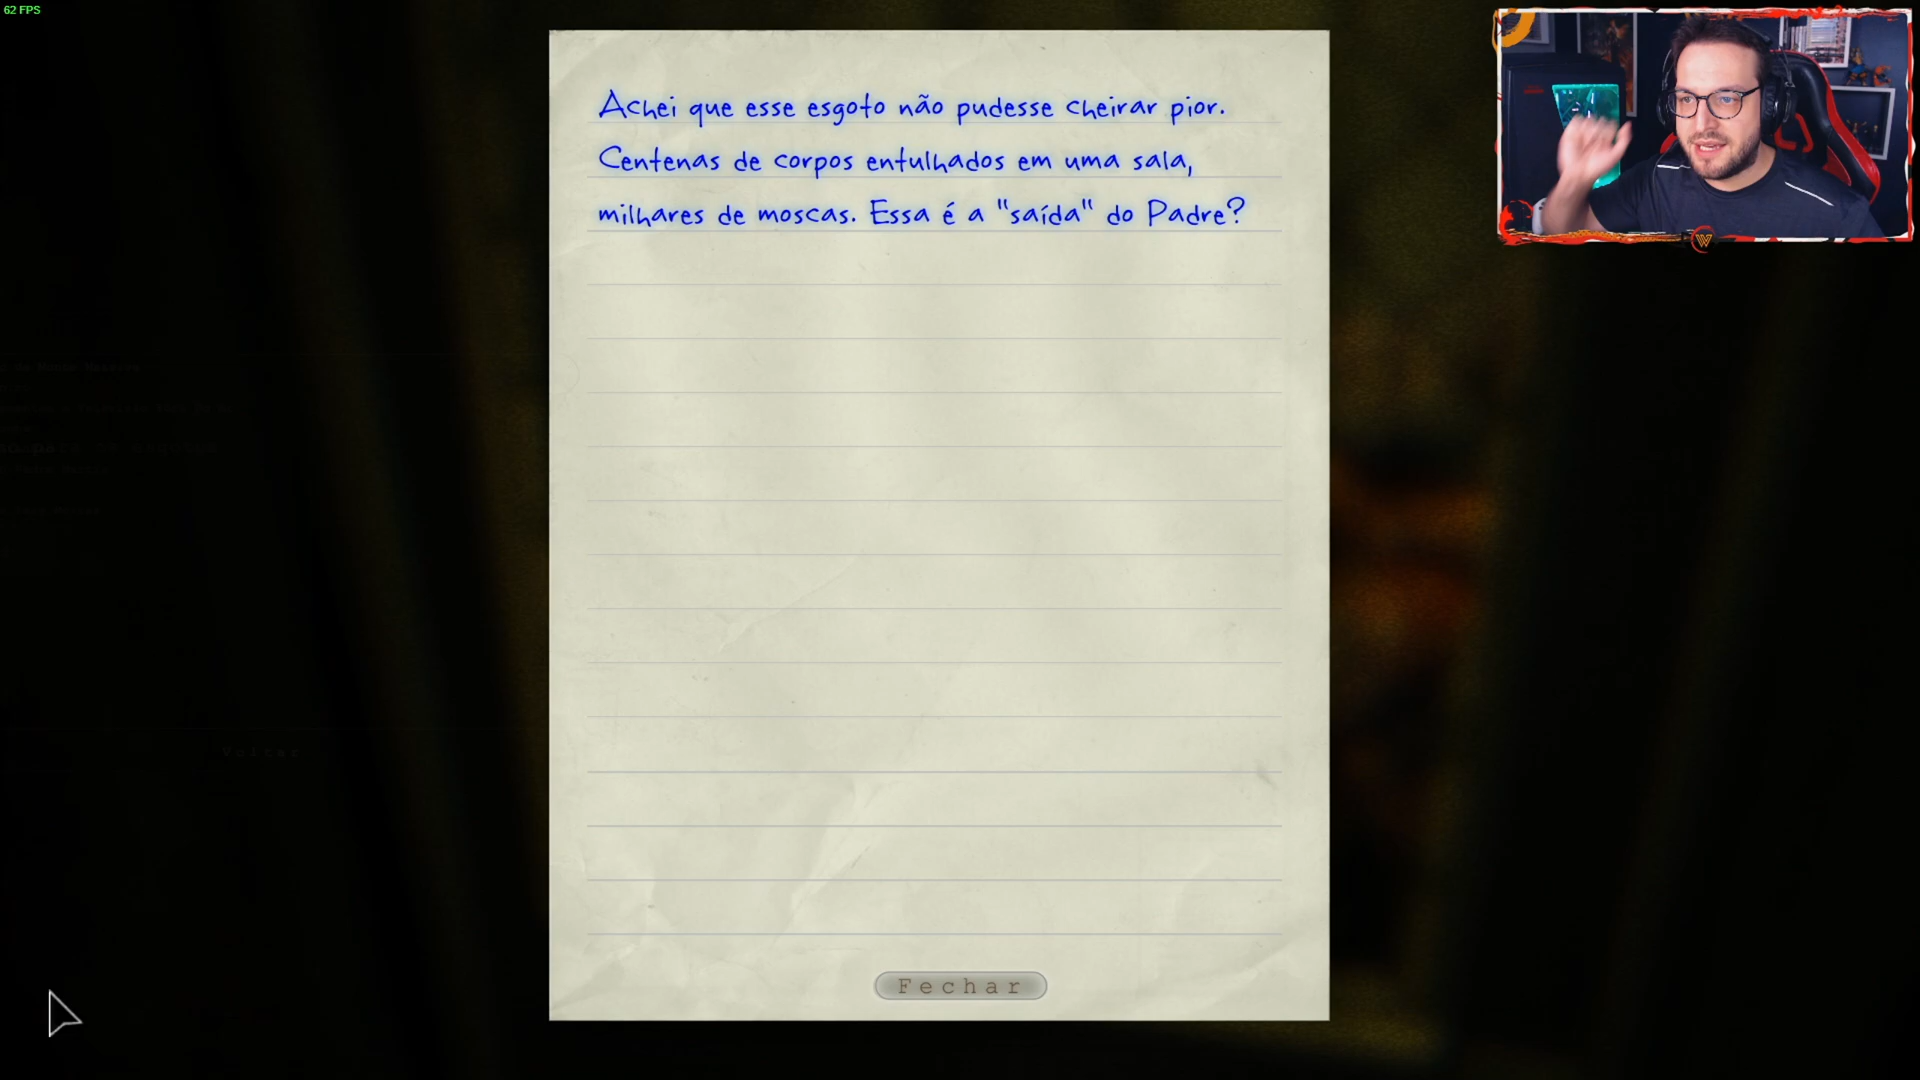 62 FPS
Achei que esse esgoto não pudesse cheirar pior.
Centenas de corpos entulhados em uma sala,
milhares de moscas. Essa é a "saída" do Padre?
Voltar
Fechar